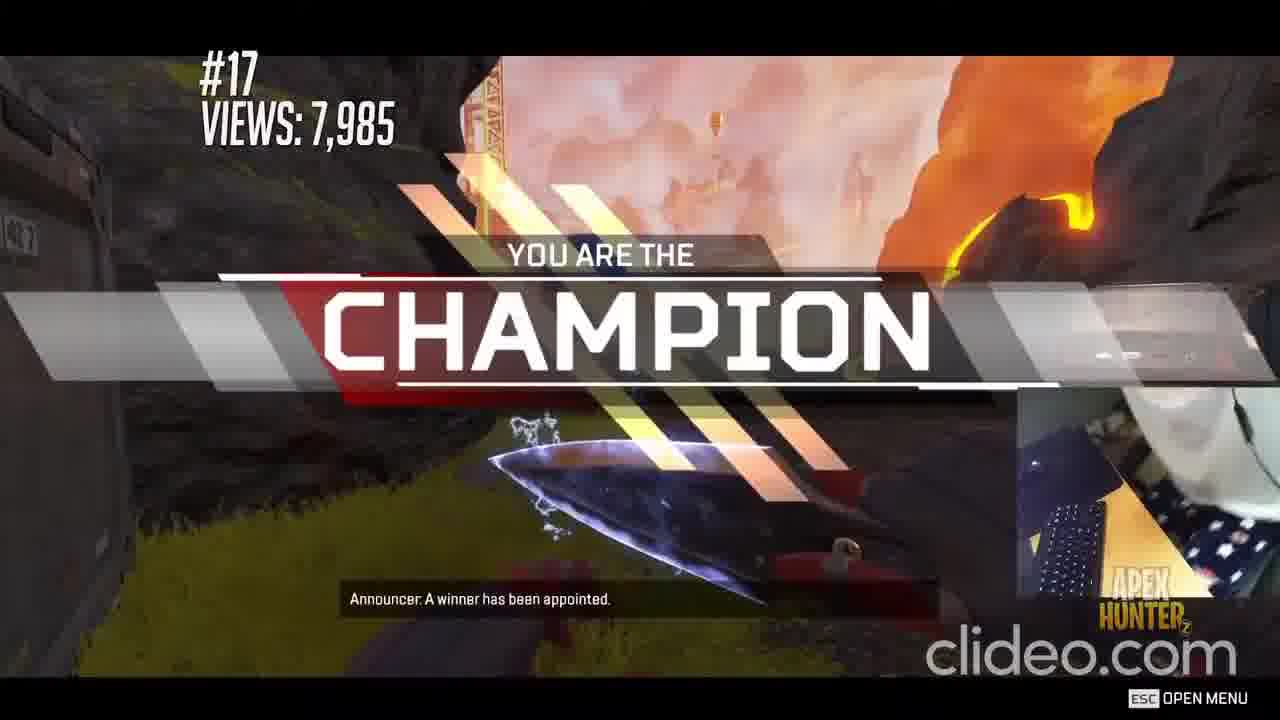 #17
VIEWS: 7,985
YOU ARE THE
CHAMPION
Announcer: A winner has been appointed.
APEX
HUNTERZ
clideo.com
ESC OPEN MENU